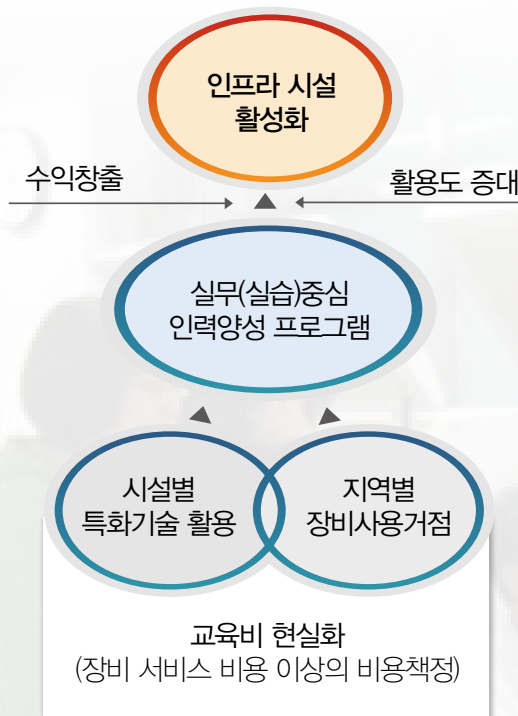 인프라 시설
활성화
수익창출
활용도 증대
실무(실습)중심
인력양성 프로그램
시설별
특화기술 활용
지역별
장비사용거점
교육비 현실화
(장비 서비스 비용 이상의 비용책정)